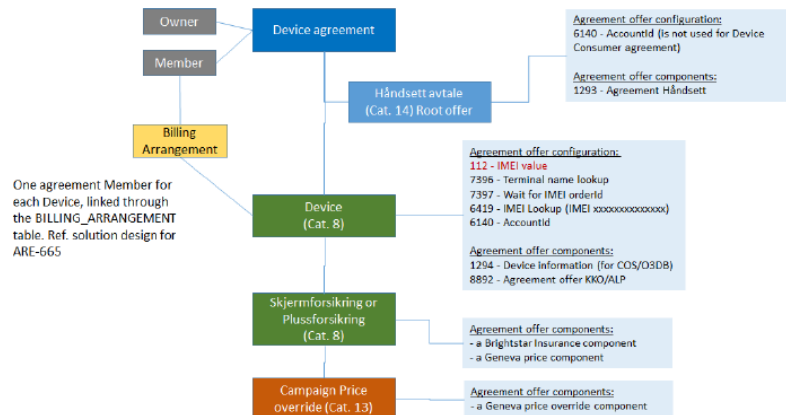 Owner
Member
Device agreement
Håndsett avtale
(Cat. 14) Root offer
Agreement offer configuration:
6140 - AccountId (is not used for Device
Consumer agreement)
Agreement offer components:
1293 - Agreement Håndsett
Billing
Arrangement
One agreement Member for
each Device, linked through
the BILLING_ARRANGEMENT
table. Ref. solution design for
ARE-665
Device
(Cat. 8)
Agreement offer configuration:
112 - IMEI value
7396 - Terminal name lookup
7397 - Wait for IMEI orderId
6419 - IMEI Lookup (IMEI xxxxxxxxxxxxxx)
6140 - AccountId
Agreement offer components:
1294 - Device information (for COS/O3DB)
8892 - Agreement offer KKO/ALP
Skjermforsikring or
Plussforsikring
(Cat. 8)
Agreement offer components:
- a Brightstar Insurance component
- a Geneva price component
Campaign Price
override (Cat. 13)
Agreement offer components:
- a Geneva price override component